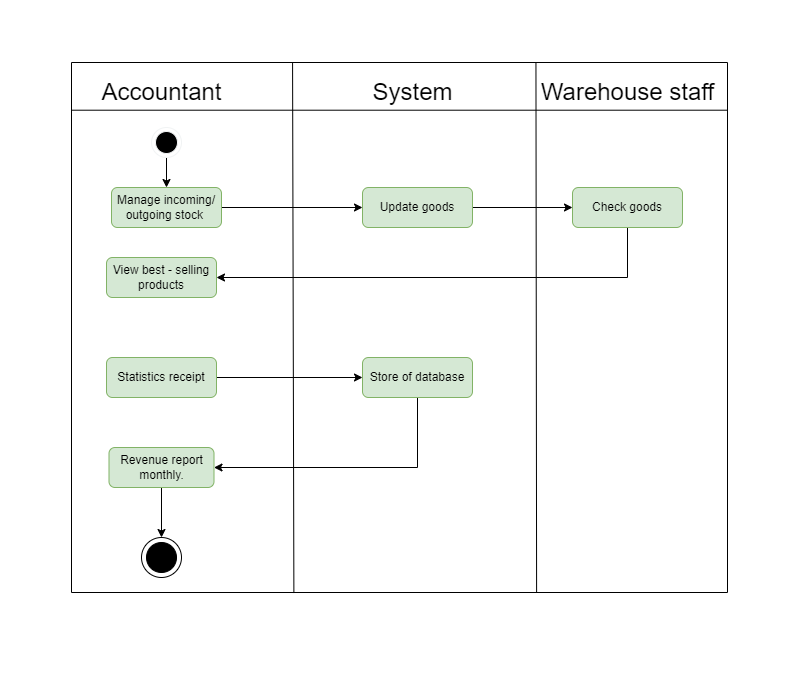 Accountant
System
Warehouse staff
Manage incoming/
outgoing stock
Update goods
Check goods
View best - selling
products
Statistics receipt
Store of database
Revenue report
monthly.